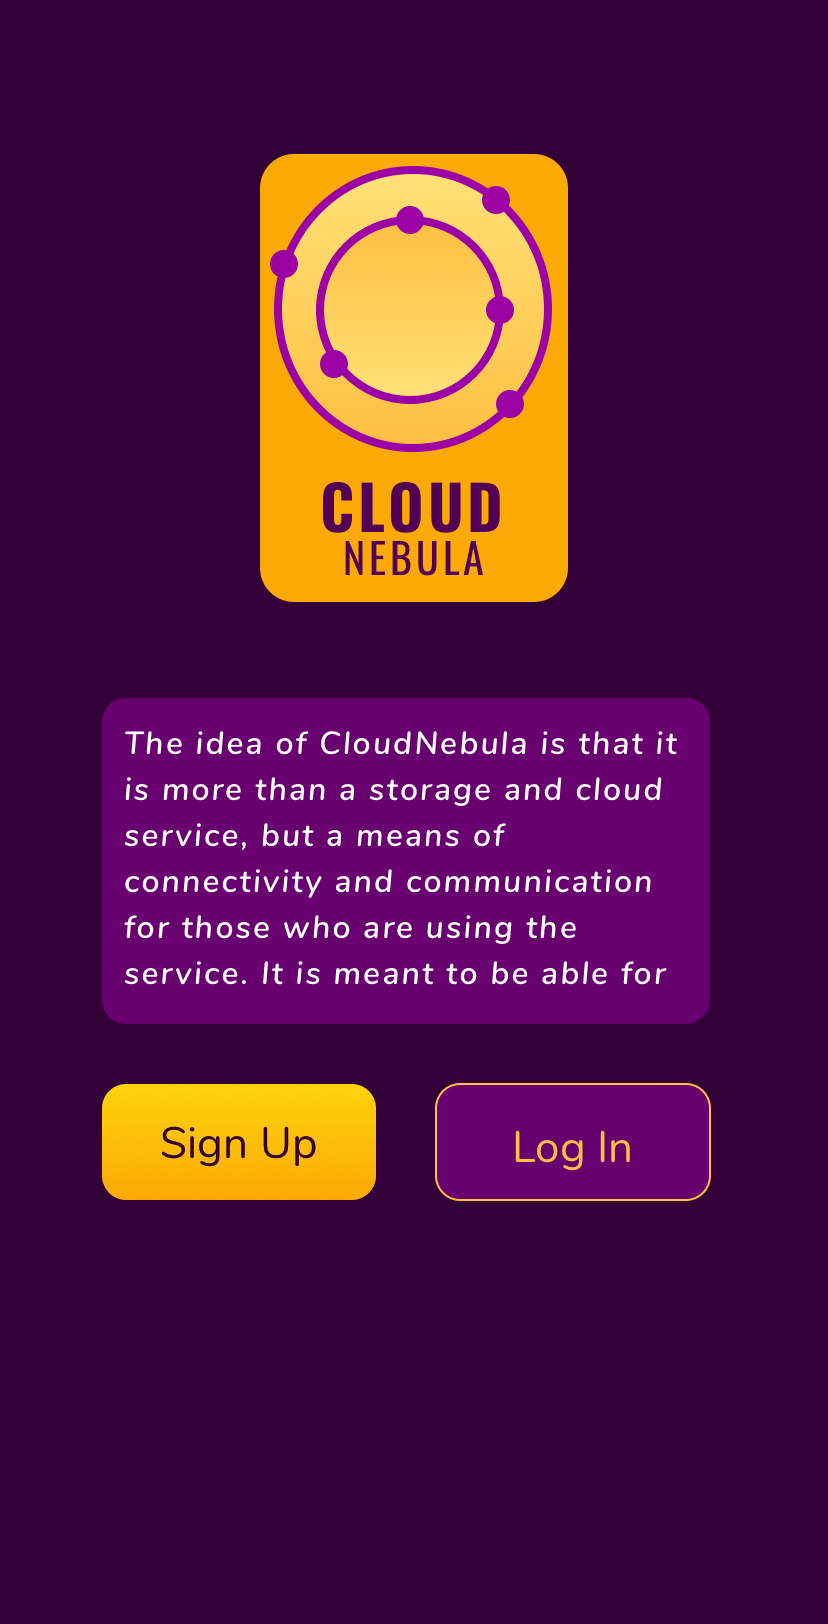 CLOUD
NEBULA
The idea of CloudNebula is that it
is more than a storage and cloud
service, but a means of
connectivity and communication
for those who are using the
service. It is meant to be able for
Sign Up
Log In